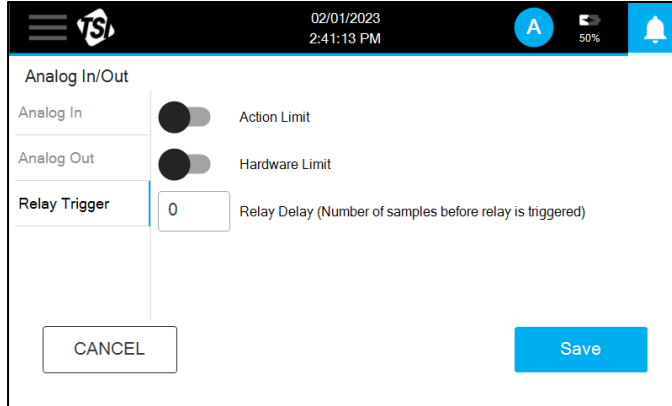 TSI
02/01/2023
2:41:13 PM
A
50%
Analog In/Out
Analog In
Action Limit
Analog Out
Hardware Limit
Relay Trigger
0
Relay Delay (Number of samples before relay is triggered)
CANCEL
Save